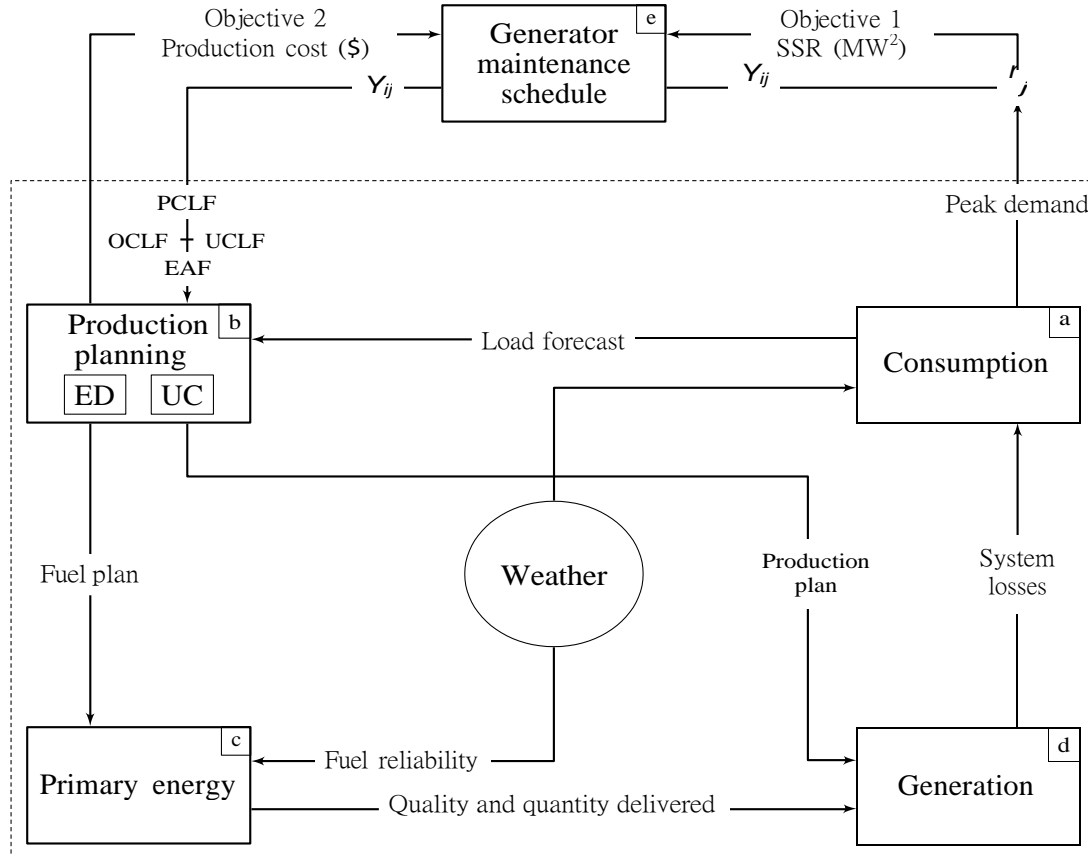 Objective 2
Production cost ($)
e
Generator
maintenance
schedule
Objective 1
SSR (MW²)
Y_ij
Y_ij
r_j
PCLF
OCLF
UCLF
EAF
Peak demand
b
Production
planning
ED
UC
Load forecast
a
Consumption
Fuel plan
Weather
Production
plan
System
losses
c
Primary energy
Fuel reliability
Quality and quantity delivered
d
Generation